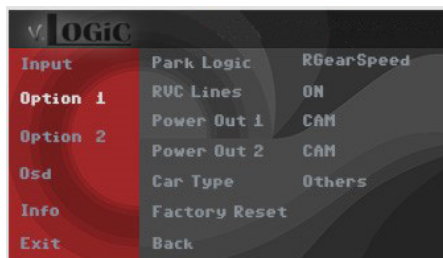 V.LOGiC
Input
Option 1
Option 2
Osd
Info
Exit
Park Logic RGearSpeed
RVC Lines ON
Power Out 1 CAM
Power Out 2 CAM
Car Type Others
Factory Reset
Back